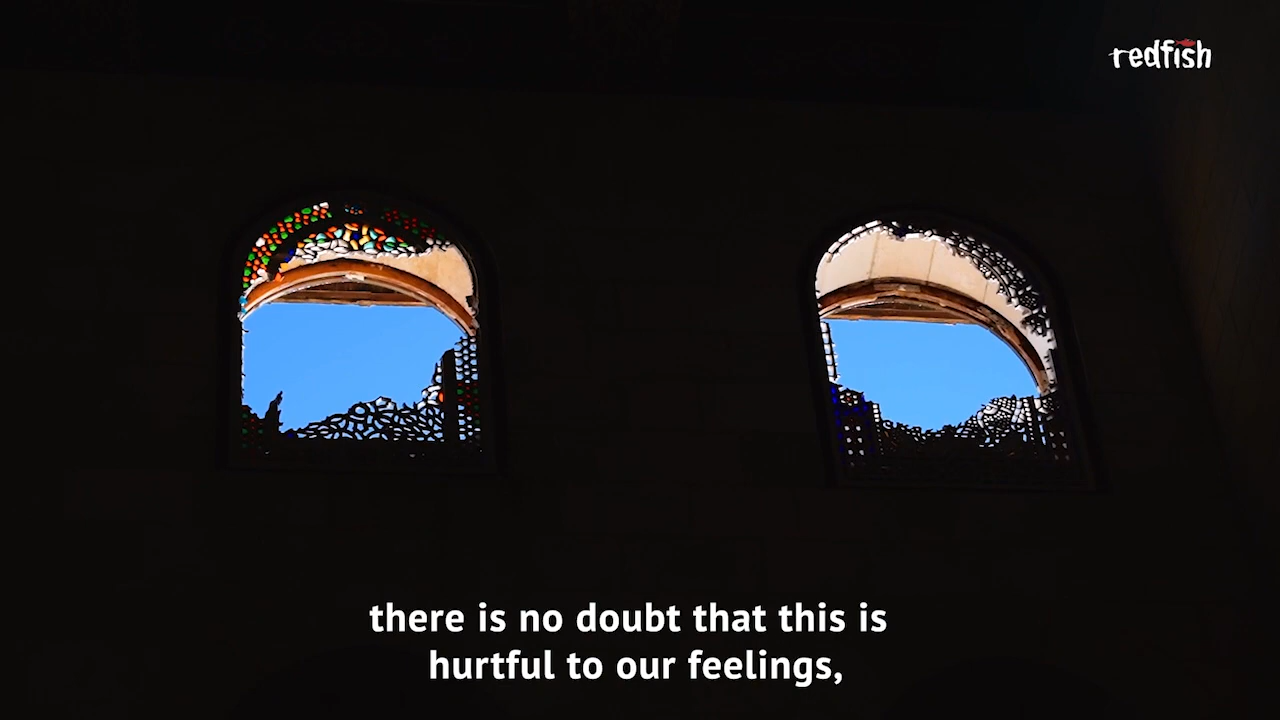 redfish
there is no doubt that this is
hurtful to our feelings,